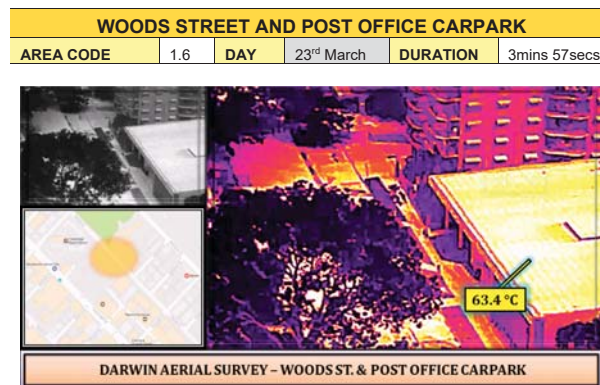 WOODS STREET AND POST OFFICE CARPARK
AREA CODE 1.6 DAY 23rd March DURATION 3mins 57secs
63.4 °C
DARWIN AERIAL SURVEY – WOODS ST. & POST OFFICE CARPARK